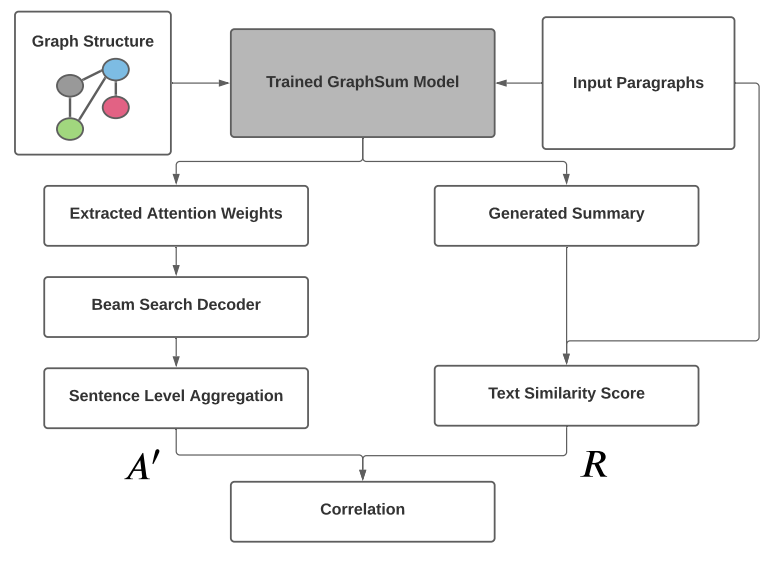 Graph Structure
Trained GraphSum Model
Input Paragraphs
Extracted Attention Weights
Generated Summary
Beam Search Decoder
Sentence Level Aggregation
Text Similarity Score
A′
R
Correlation